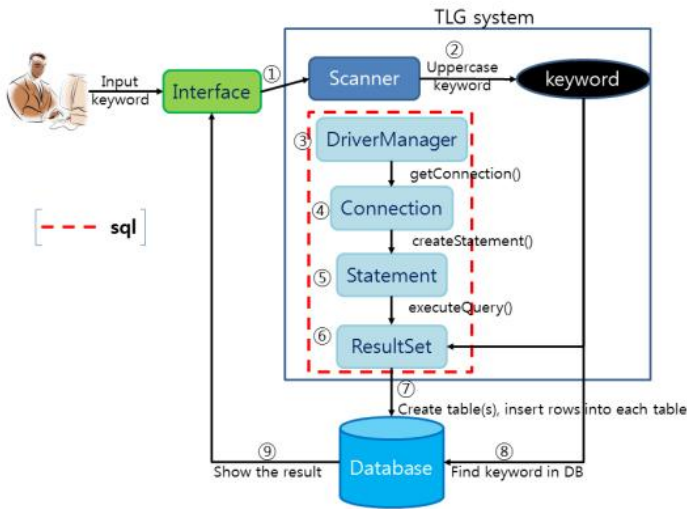 TLG system
Input
keyword
Interface
①
Scanner
②
Uppercase
keyword
keyword
③
DriverManager
getConnection()
④
Connection
createStatement()
sql
⑤
Statement
executeQuery()
⑥
ResultSet
⑦
Create table(s), insert rows into each table
⑨
Show the result
Database
⑧
Find keyword in DB